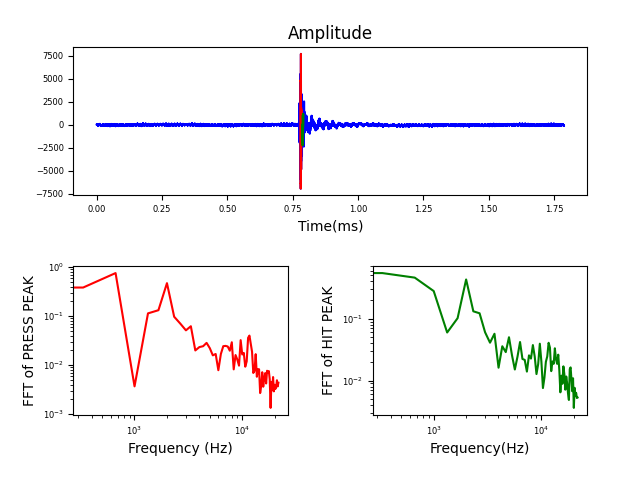 Amplitude
7500
5000
2500
0
−2500
−5000
−7500
0.00 0.25 0.50 0.75 1.00 1.25 1.50 1.75
Time(ms)
FFT of PRESS PEAK
10⁰
10⁻¹
10⁻²
10⁻³
10³ 10⁴
Frequency (Hz)
FFT of HIT PEAK
10⁻¹
10⁻²
10³ 10⁴
Frequency(Hz)